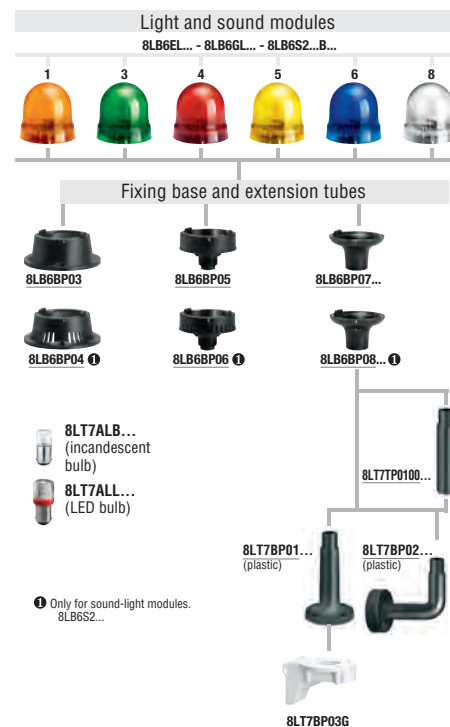 Light and sound modules
8LB6EL... - 8LB6GL... - 8LB6S2...B...
1 3 4 5 6 8
Fixing base and extension tubes
8LB6BP03 8LB6BP05 8LB6BP07...
8LB6BP04 ❶ 8LB6BP06 ❶ 8LB6BP08... ❶
8LT7ALB...
(incandescent
bulb)
8LT7ALL...
(LED bulb)
8LT7TP0100...
8LT7BP01... 8LT7BP02...
(plastic) (plastic)
❶ Only for sound-light modules.
8LB6S2...
8LT7BP03G